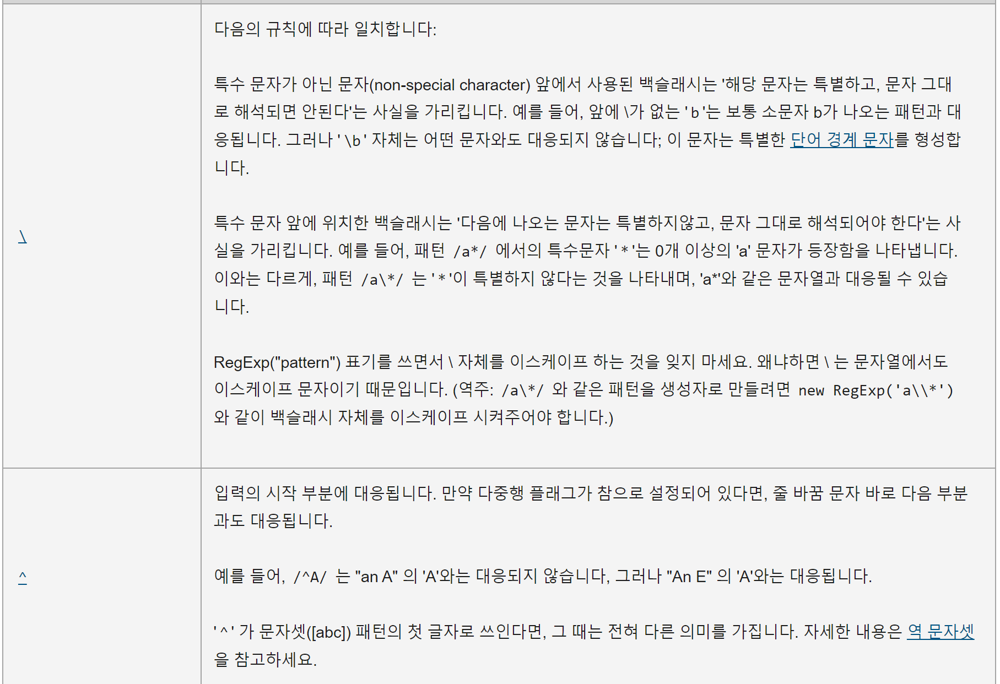 다음의 규칙에 따라 일치합니다:
특수 문자가 아닌 문자(non-special character) 앞에서 사용된 백슬래시는 '해당 문자는 특별하고, 문자 그대
로 해석되면 안된다'는 사실을 가리킵니다. 예를 들어, 앞에 \가 없는 'b'는 보통 소문자 b가 나오는 패턴과 대
응됩니다. 그러나 '\b' 자체는 어떤 문자와도 대응되지 않습니다; 이 문자는 특별한 단어 경계 문자를 형성합
니다.
\
특수 문자 앞에 위치한 백슬래시는 '다음에 나오는 문자는 특별하지않고, 문자 그대로 해석되어야 한다'는 사
실을 가리킵니다. 예를 들어, 패턴 /a*/ 에서의 특수문자 '*'는 0개 이상의 'a' 문자가 등장함을 나타냅니다.
이와는 다르게, 패턴 /a\*/ 는 '*'이 특별하지 않다는 것을 나타내며, 'a*'와 같은 문자열과 대응될 수 있습
니다.
RegExp("pattern") 표기를 쓰면서 \ 자체를 이스케이프 하는 것을 잊지 마세요. 왜냐하면 \ 는 문자열에서도
이스케이프 문자이기 때문입니다. (역주: /a\*/ 와 같은 패턴을 생성자로 만들려면 new RegExp('a\\*')
와 같이 백슬래시 자체를 이스케이프 시켜주어야 합니다.)
입력의 시작 부분에 대응됩니다. 만약 다중행 플래그가 참으로 설정되어 있다면, 줄 바꿈 문자 바로 다음 부분
과도 대응됩니다.
^
예를 들어, /^A/ 는 "an A" 의 'A'와는 대응되지 않습니다, 그러나 "An E" 의 'A'와는 대응됩니다.
'^' 가 문자셋([abc]) 패턴의 첫 글자로 쓰인다면, 그 때는 전혀 다른 의미를 가집니다. 자세한 내용은 역 문자셋
을 참고하세요.